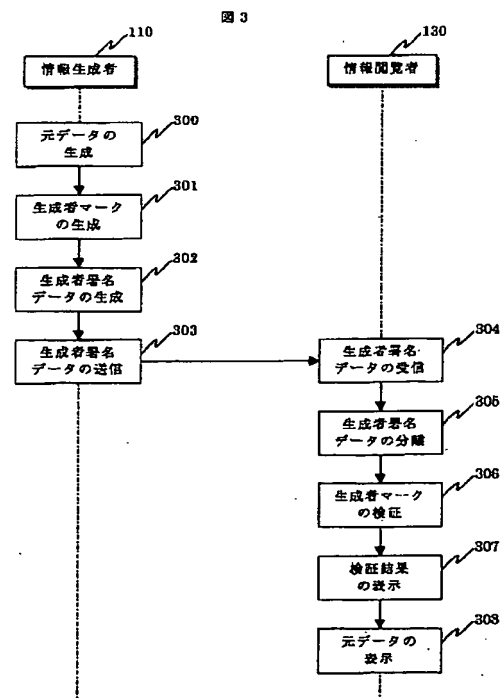 図3
110
130
情報生成者
情報閲覧者
300
元データの
生成
301
生成者マーク
の生成
302
生成者署名
データの生成
303
生成者署名
データの送信
304
生成者署名
データの受信
305
生成者署名
データの分離
306
生成者マーク
の検証
307
検証結果
の表示
308
元データの
表示